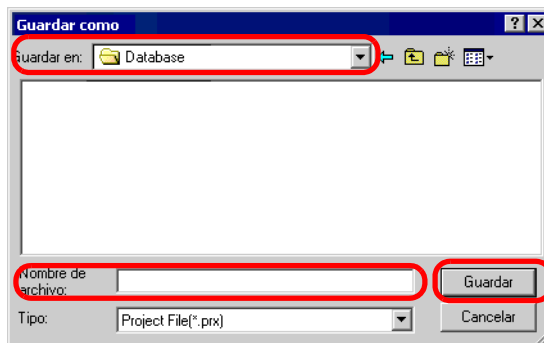 Guardar como
Guardar en: Database
Nombre de archivo:
Guardar
Tipo: Project File(*.prx)
Cancelar